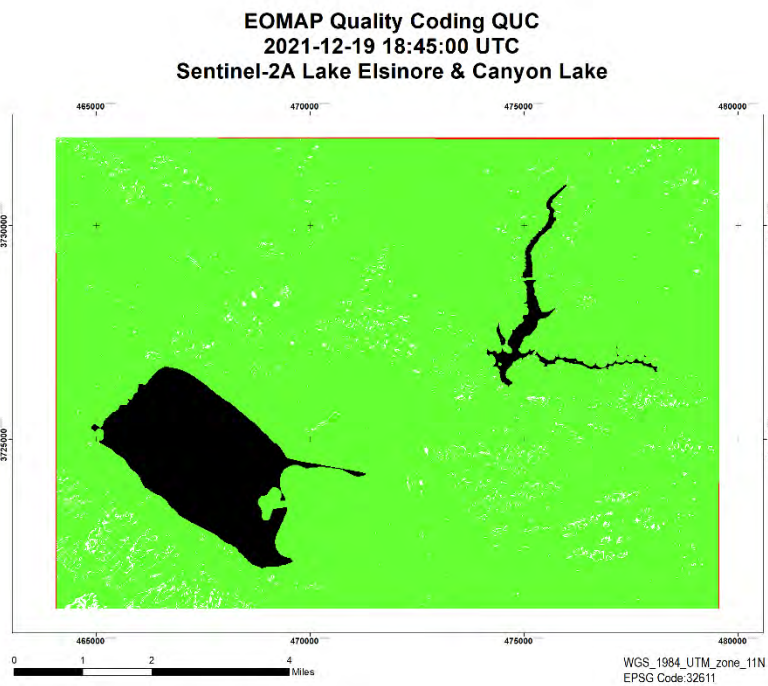 EOMAP Quality Coding QUC
2021-12-19 18:45:00 UTC
Sentinel-2A Lake Elsinore & Canyon Lake
465000 470000 475000 480000
3730000
3725000
465000 470000 475000 480000
0 1 2 4
Miles
WGS_1984_UTM_zone_11N
EPSG Code:32611